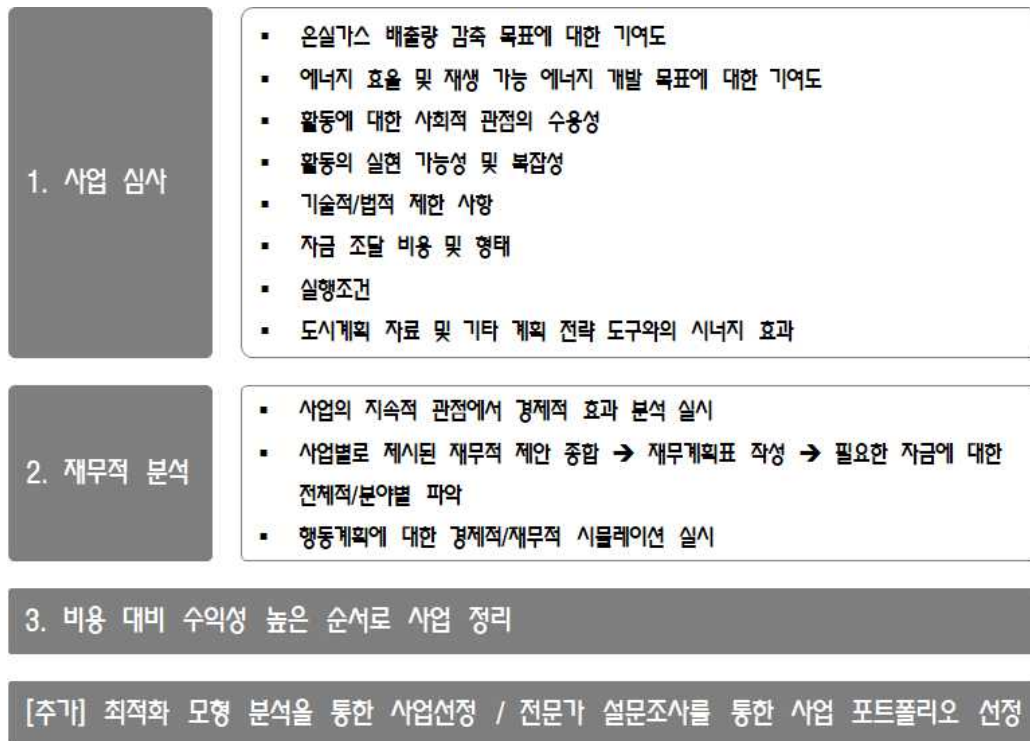 1. 사업 심사
▪ 온실가스 배출량 감축 목표에 대한 기여도
▪ 에너지 효율 및 재생 가능 에너지 개발 목표에 대한 기여도
▪ 활동에 대한 사회적 관점의 수용성
▪ 활동의 실현 가능성 및 복잡성
▪ 기술적/법적 제한 사항
▪ 자금 조달 비용 및 형태
▪ 실행조건
▪ 도시계획 자료 및 기타 계획 전략 도구와의 시너지 효과
2. 재무적 분석
▪ 사업의 지속적 관점에서 경제적 효과 분석 실시
▪ 사업별로 제시된 재무적 제안 종합 → 재무계획표 작성 → 필요한 자금에 대한
전체적/분야별 파악
▪ 행동계획에 대한 경제적/재무적 시뮬레이션 실시
3. 비용 대비 수익성 높은 순서로 사업 정리
[추가] 최적화 모형 분석을 통한 사업선정 / 전문가 설문조사를 통한 사업 포트폴리오 선정